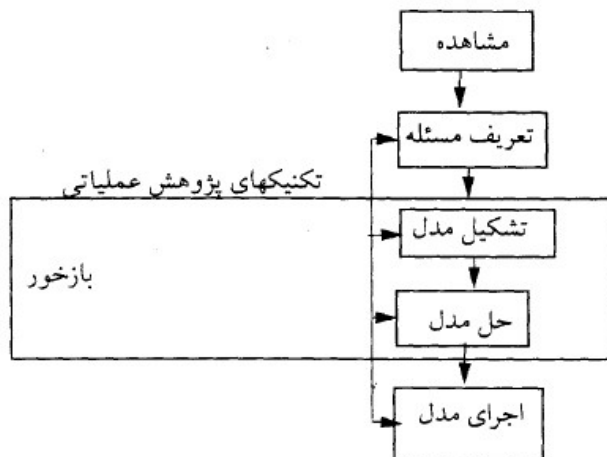 مشاهده
تعریف مسئله
تکنیکهای پژوهش عملیاتی
تشکیل مدل
بازخور
حل مدل
اجرای مدل